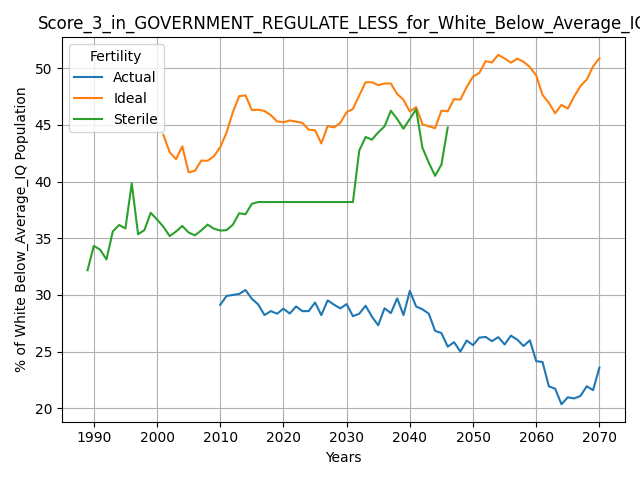 Score_3_in_GOVERNMENT_REGULATE_LESS_for_White_Below_Average_IQ
Fertility
Actual
Ideal
Sterile
% of White Below_Average_IQ Population
50
45
40
35
30
25
20
1990 2000 2010 2020 2030 2040 2050 2060 2070
Years